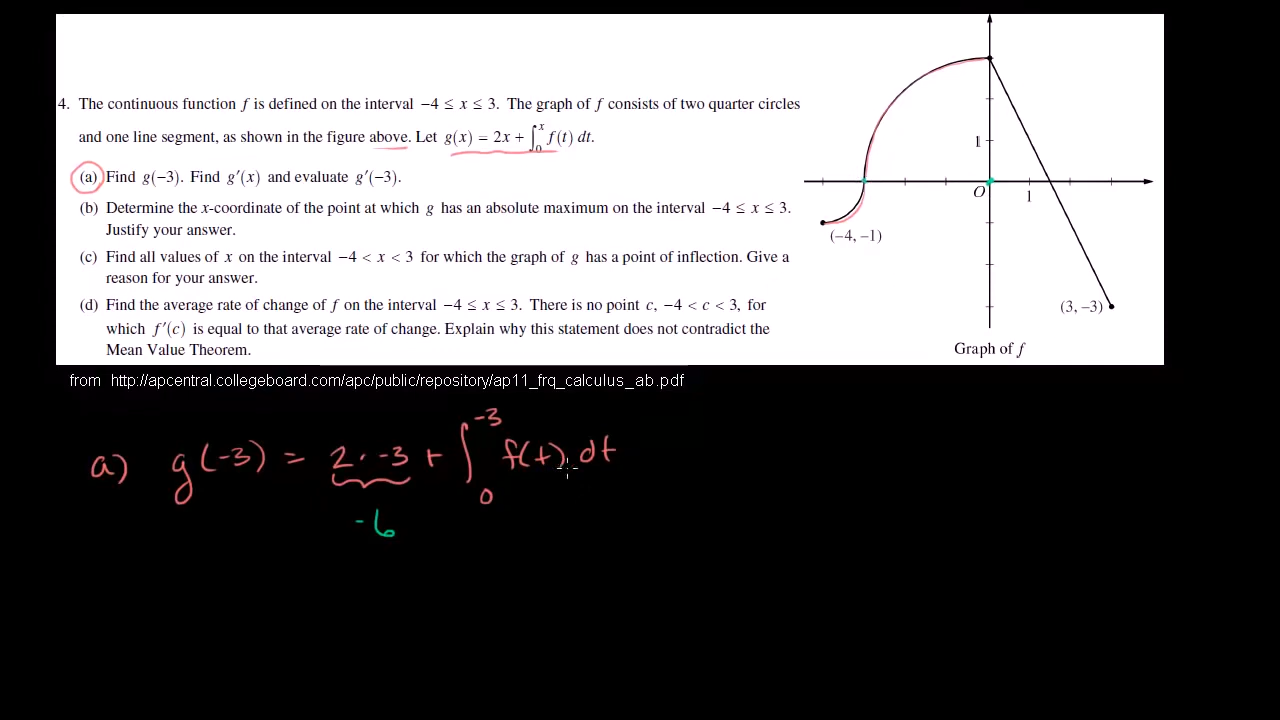 4. The continuous function f is defined on the interval −4 ≤ x ≤ 3. The graph of f consists of two quarter circles
and one line segment, as shown in the figure above. Let g(x) = 2x + ∫₀ˣ f(t) dt.
(a) Find g(−3). Find g′(x) and evaluate g′(−3).
(b) Determine the x-coordinate of the point at which g has an absolute maximum on the interval −4 ≤ x ≤ 3.
Justify your answer.
(c) Find all values of x on the interval −4 < x < 3 for which the graph of g has a point of inflection. Give a
reason for your answer.
(d) Find the average rate of change of f on the interval −4 ≤ x ≤ 3. There is no point c, −4 < c < 3, for
which f′(c) is equal to that average rate of change. Explain why this statement does not contradict the
Mean Value Theorem.
1
O
1
(−4, −1)
(3, −3)
Graph of f
from http://apcentral.collegeboard.com/apc/public/repository/ap11_frq_calculus_ab.pdf
a) g(-3) = 2·-3 + ∫₀⁻³ f(t) dt
-6